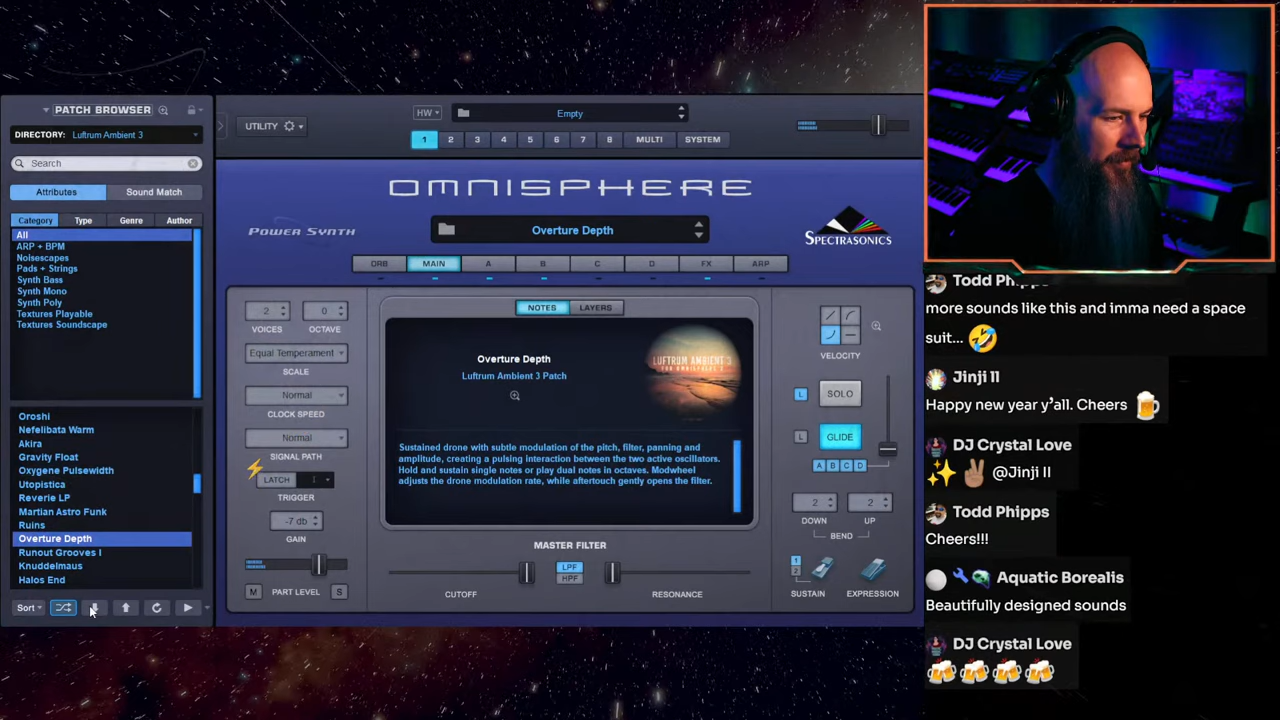 PATCH BROWSER
DIRECTORY: Luftrum Ambient 3
Search
Attributes
Sound Match
Category
Type
Genre
Author
All
ARP + BPM
Noisescapes
Pads + Strings
Synth Bass
Synth Mono
Synth Poly
Textures Playable
Textures Soundscape
Oroshi
Nefelibata Warm
Akira
Gravity Float
Oxygene Pulsewidth
Utopistica
Reverie LP
Martian Astro Funk
Ruins
Overture Depth
Runout Grooves I
Knuddelmaus
Halos End
Sort
UTILITY
HW
Empty
1 2 3 4 5 6 7 8 MULTI SYSTEM
OMNISPHERE
POWER SYNTH
Overture Depth
SPECTRASONICS
ORB MAIN A B C D FX ARP
2
0
VOICES
OCTAVE
Equal Temperament
SCALE
Normal
CLOCK SPEED
Normal
SIGNAL PATH
LATCH
TRIGGER
-7 db
GAIN
M PART LEVEL S
NOTES
LAYERS
Overture Depth
Luftrum Ambient 3 Patch
LUFTRUM AMBIENT 3
Sustained drone with subtle modulation of the pitch, filter, panning and
amplitude, creating a pulsing interaction between the two active oscillators.
Hold and sustain single notes or play dual notes in octaves. Modwheel
adjusts the drone modulation rate, while aftertouch gently opens the filter.
MASTER FILTER
LPF
HPF
CUTOFF
RESONANCE
VELOCITY
L SOLO
L GLIDE
A B C D
2
2
DOWN
UP
BEND
1
2
SUSTAIN
EXPRESSION
Todd Phipps
more sounds like this and imma need a space
suit...
Jinji II
Happy new year y'all. Cheers
DJ Crystal Love
@Jinji II
Todd Phipps
Cheers!!!
Aquatic Borealis
Beautifully designed sounds
DJ Crystal Love